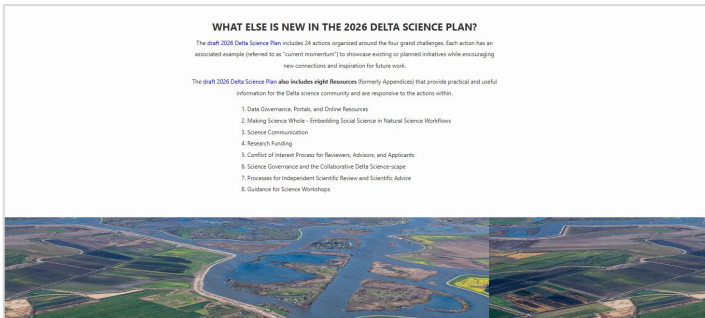 WHAT ELSE IS NEW IN THE 2026 DELTA SCIENCE PLAN?
The draft 2026 Delta Science Plan includes 24 actions organized around the four grand challenges. Each action has an
associated example (referred to as "current momentum") to showcase existing or planned initiatives while encouraging
new connections and inspiration for future work.
The draft 2026 Delta Science Plan also includes eight Resources (formerly Appendices) that provide practical and useful
information for the Delta science community and are responsive to the actions within.
1. Data Governance, Portals, and Online Resources
2. Making Science Whole - Embedding Social Science in Natural Science Workflows
3. Science Communication
4. Research Funding
5. Conflict of Interest Process for Reviewers, Advisors, and Applicants
6. Science Governance and the Collaborative Delta Science-scape
7. Processes for Independent Scientific Review and Scientific Advice
8. Guidance for Science Workshops